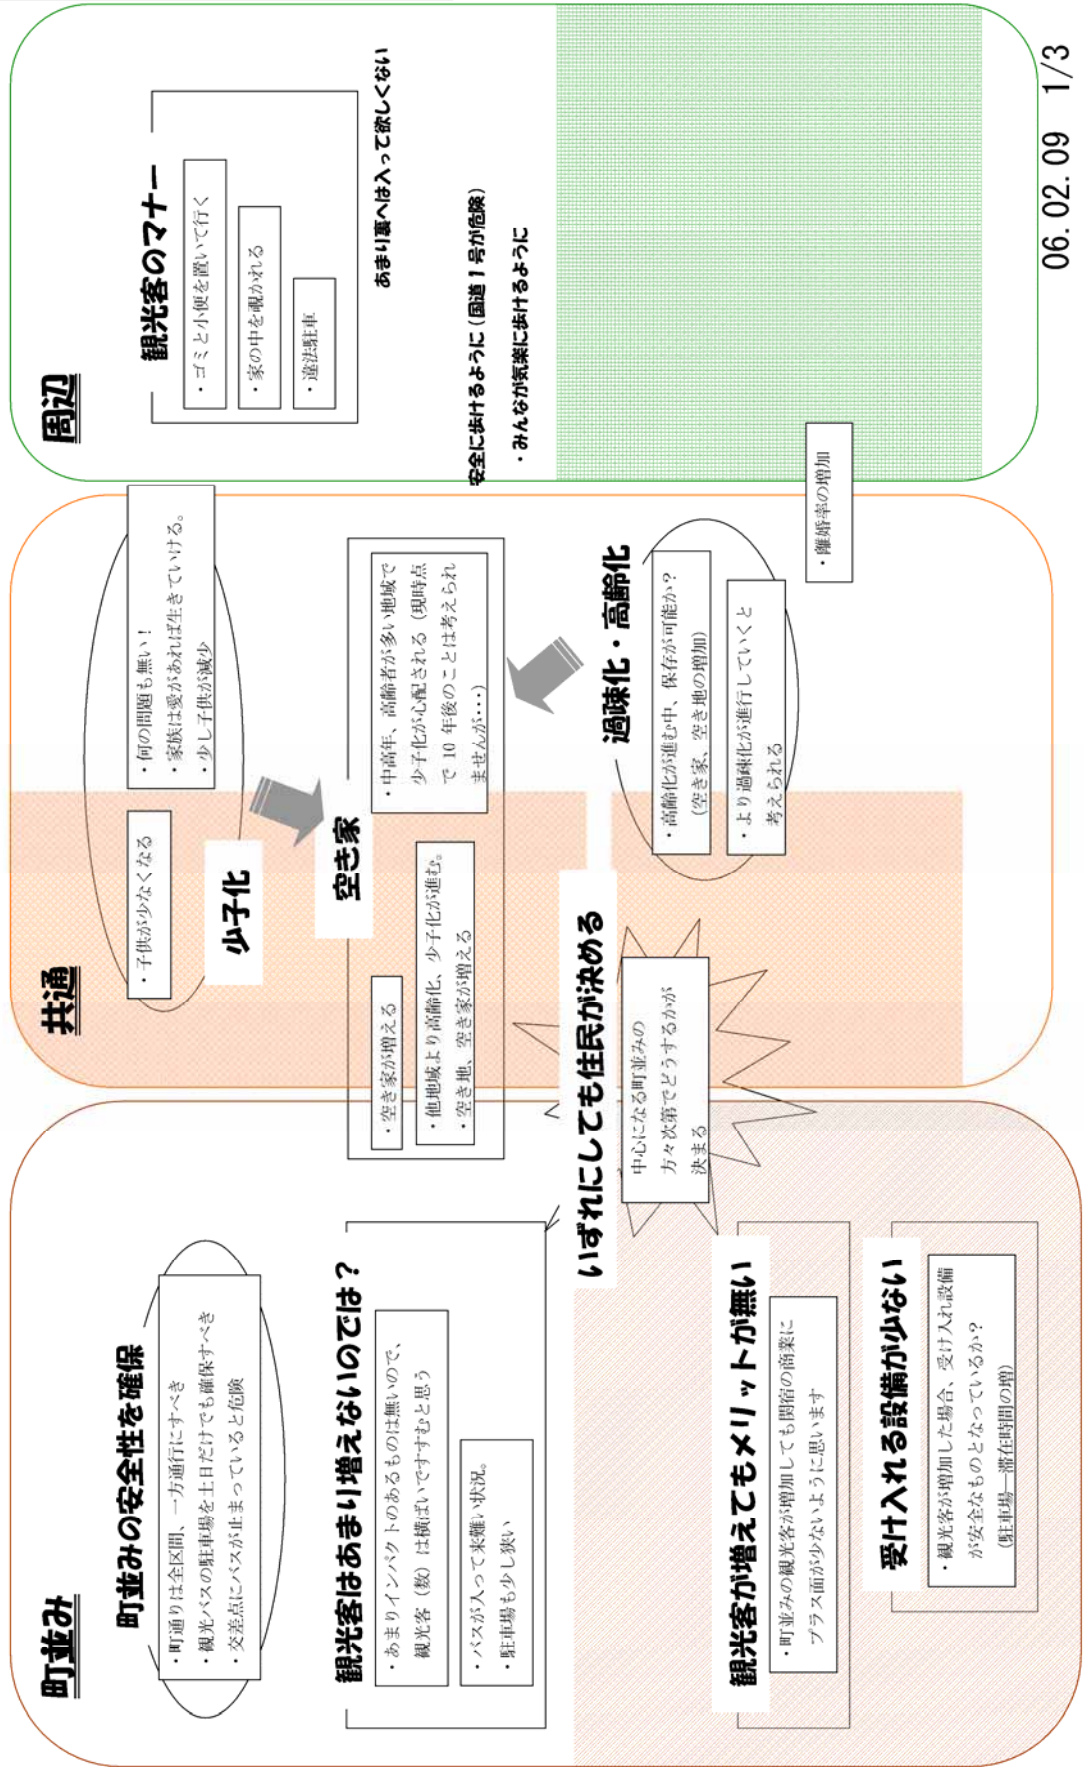 町並み
町並みの安全性を確保
・町通りは全区間、一方通行にすべき
・観光バスの駐車場を土日だけでも確保すべき
・交差点にバスが止まっていると危険
観光客はあまり増えないのでは？
・あまりインパクトのあるものは無いので、
観光客（数）は横ばいですすむと思う
・バスが入って来難い状況。
・駐車場も少し狭い
観光客が増えてもメリットが無い
・町並みの観光客が増加しても関宿の商業に
プラス面が少ないように思います
受け入れる設備が少ない
・観光客が増加した場合、受け入れ設備
が安全なものとなっているか？
（駐車場―滞在時間の増）
共通
・子供が少なくなる
・何の問題も無い！
・家族は愛があれば生きていける。
・少し子供が減少
少子化
空き家
・空き家が増える
・他地域より高齢化、少子化が進む。
・空き地、空き家が増える
・中高年、高齢者が多い地域で
少子化が心配される（現時点
で 10 年後のことは考えられ
ませんが・・・）
いずれにしても住民が決める
中心になる町並みの
方々次第でどうするかが
決まる
過疎化・高齢化
・高齢化が進む中、保存が可能か？
（空き家、空き地の増加）
・より過疎化が進行していくと
考えられる
・離婚率の増加
周辺
観光客のマナー
・ゴミと小便を置いて行く
・家の中を覗かれる
・違法駐車
あまり裏へは入って欲しくない
安全に歩けるように（国道１号が危険）
・みんなが気楽に歩けるように
06. 02. 09　1/3